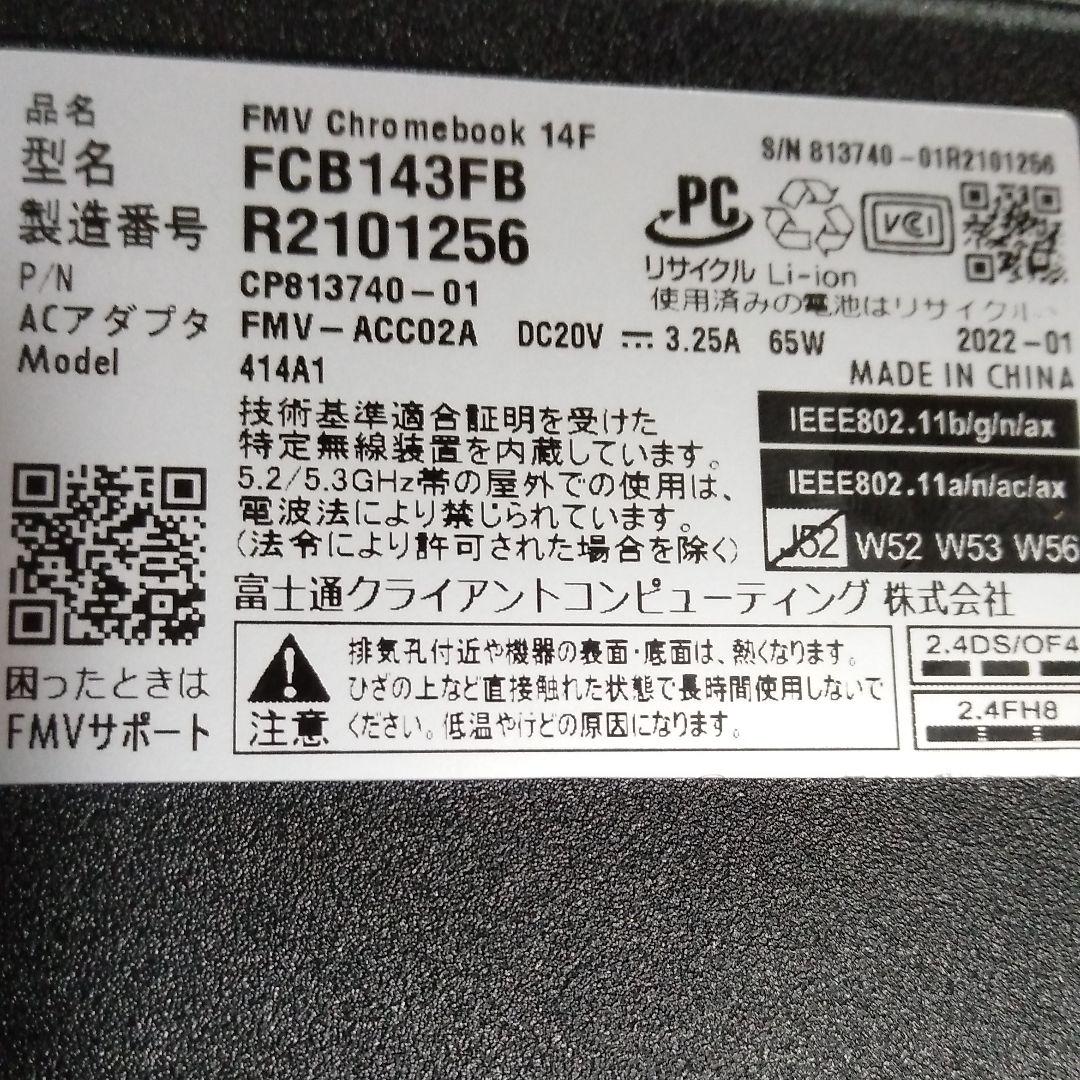 品名 FMV Chromebook 14F
型名 FCB143FB
S/N 813740-01R2101256
製造番号 R2101256
PC
VCCI
リサイクル Li-ion
P/N CP813740-01
使用済みの電池はリサイクルへ
ACアダプタ FMV-ACC02A DC20V 3.25A 65W 2022-01
Model 414A1
MADE IN CHINA
技術基準適合証明を受けた
特定無線装置を内蔵しています。
5.2/5.3GHz帯の屋外での使用は、
電波法により禁じられています。
(法令により許可された場合を除く)
IEEE802.11b/g/n/ax
IEEE802.11a/n/ac/ax
J52 W52 W53 W56
富士通クライアントコンピューティング 株式会社
困ったときは
FMVサポート
注意
排気孔付近や機器の表面・底面は、熱くなります。
ひざの上など直接触れた状態で長時間使用しないで
ください。低温やけどの原因になります。
2.4DS/OF4
2.4FH8